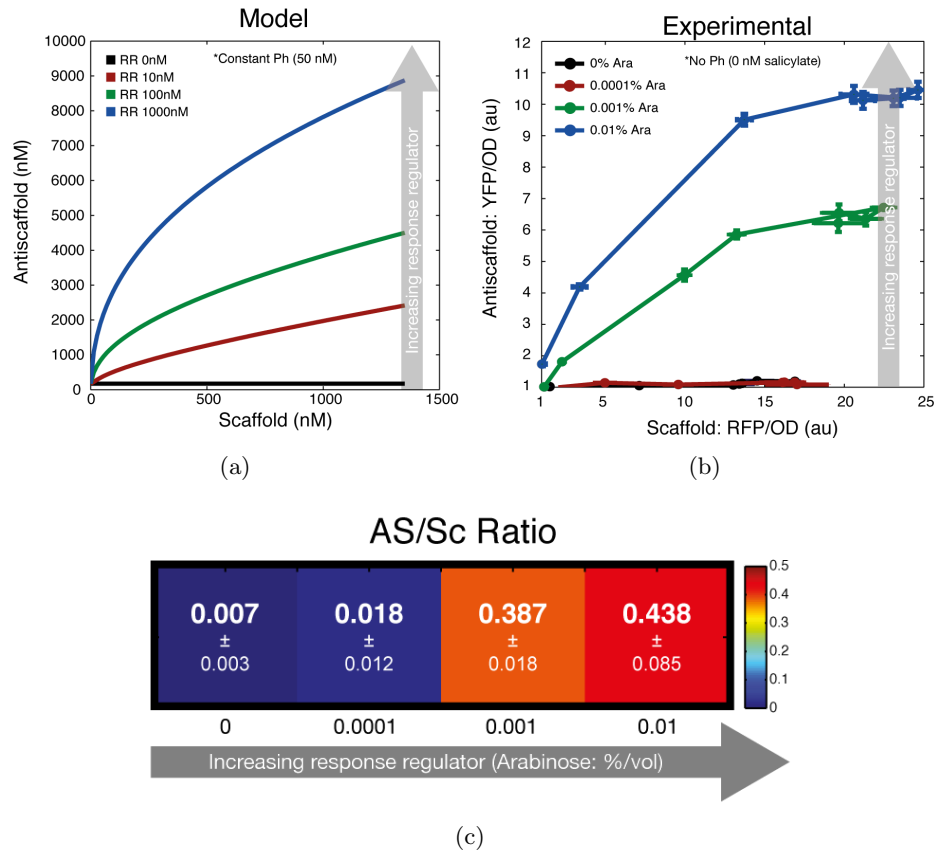 Model
10000
9000
8000
7000
6000
5000
4000
3000
2000
1000
0
Antiscaffold (nM)
RR 0nM
RR 10nM
RR 100nM
RR 1000nM
*Constant Ph (50 nM)
Increasing response regulator
0
500
1000
1500
Scaffold (nM)
(a)
Experimental
12
11
10
9
8
7
6
5
4
3
2
1
Antiscaffold: YFP/OD (au)
0% Ara
0.0001% Ara
0.001% Ara
0.01% Ara
*No Ph (0 nM salicylate)
Increasing response regulator
1
5
10
15
20
25
Scaffold: RFP/OD (au)
(b)
AS/Sc Ratio
0.007
±
0.003
0.018
±
0.012
0.387
±
0.018
0.438
±
0.085
0.5
0.4
0.3
0.2
0.1
0
0
0.0001
0.001
0.01
Increasing response regulator (Arabinose: %/vol)
(c)